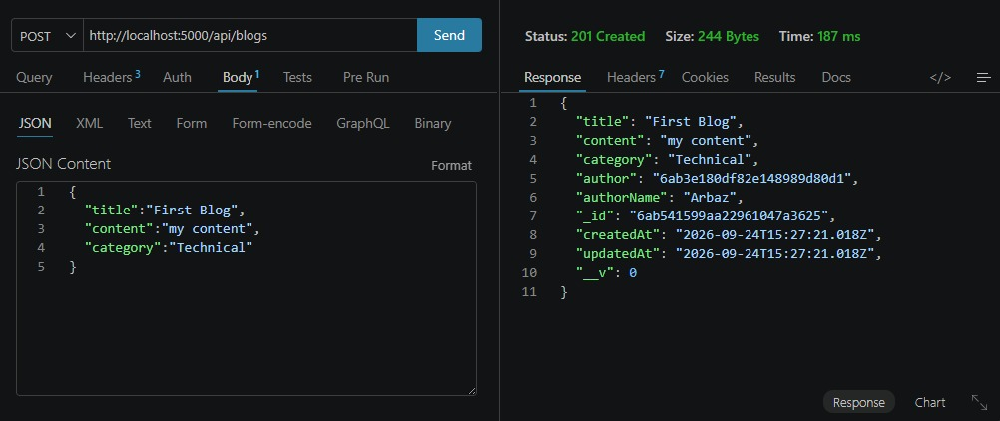 POST http://localhost:5000/api/blogs Send
Query Headers 3 Auth Body 1 Tests Pre Run
JSON XML Text Form Form-encode GraphQL Binary
JSON Content Format
1 {
2 "title":"First Blog",
3 "content":"my content",
4 "category":"Technical"
5 }
Status: 201 Created Size: 244 Bytes Time: 187 ms
Response Headers 7 Cookies Results Docs </>
1 {
2 "title": "First Blog",
3 "content": "my content",
4 "category": "Technical",
5 "author": "6ab3e180df82e148989d80d1",
6 "authorName": "Arbaz",
7 "_id": "6ab541599aa22961047a3625",
8 "createdAt": "2026-09-24T15:27:21.018Z",
9 "updatedAt": "2026-09-24T15:27:21.018Z",
10 "__v": 0
11 }
Response Chart